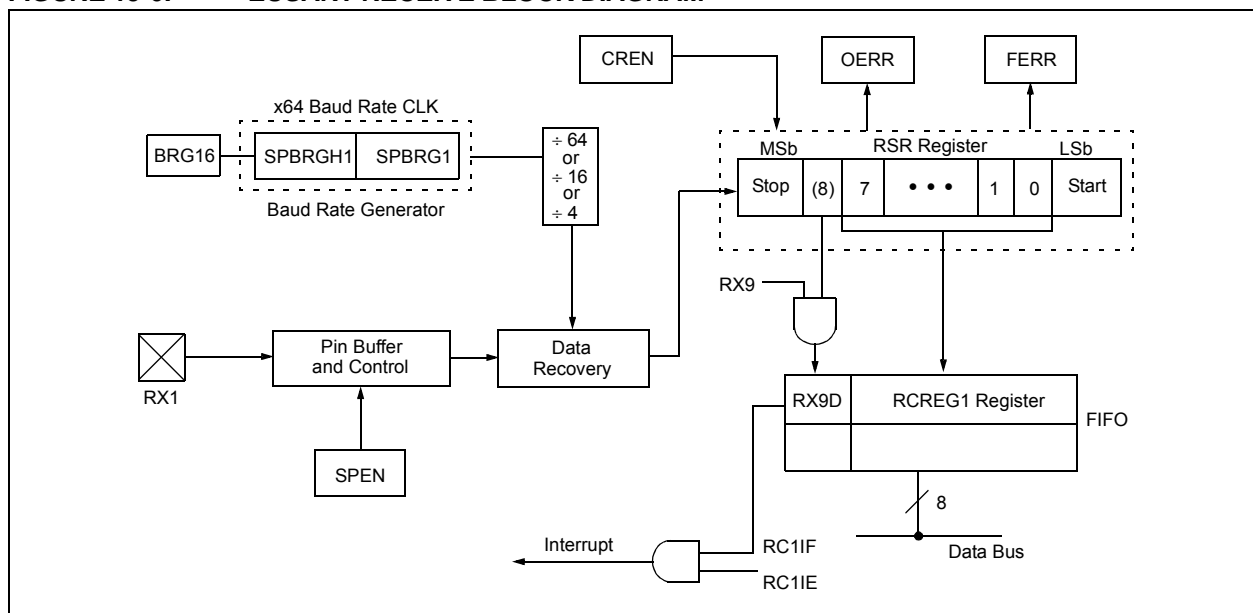 CREN
OERR
FERR
x64 Baud Rate CLK
BRG16
SPBRGH1
SPBRG1
Baud Rate Generator
÷ 64
or
÷ 16
or
÷ 4
MSb
RSR Register
LSb
Stop
(8)
7
• • •
1
0
Start
RX9
Pin Buffer
and Control
Data
Recovery
RX1
SPEN
RX9D
RCREG1 Register
FIFO
8
Data Bus
Interrupt
RC1IF
RC1IE